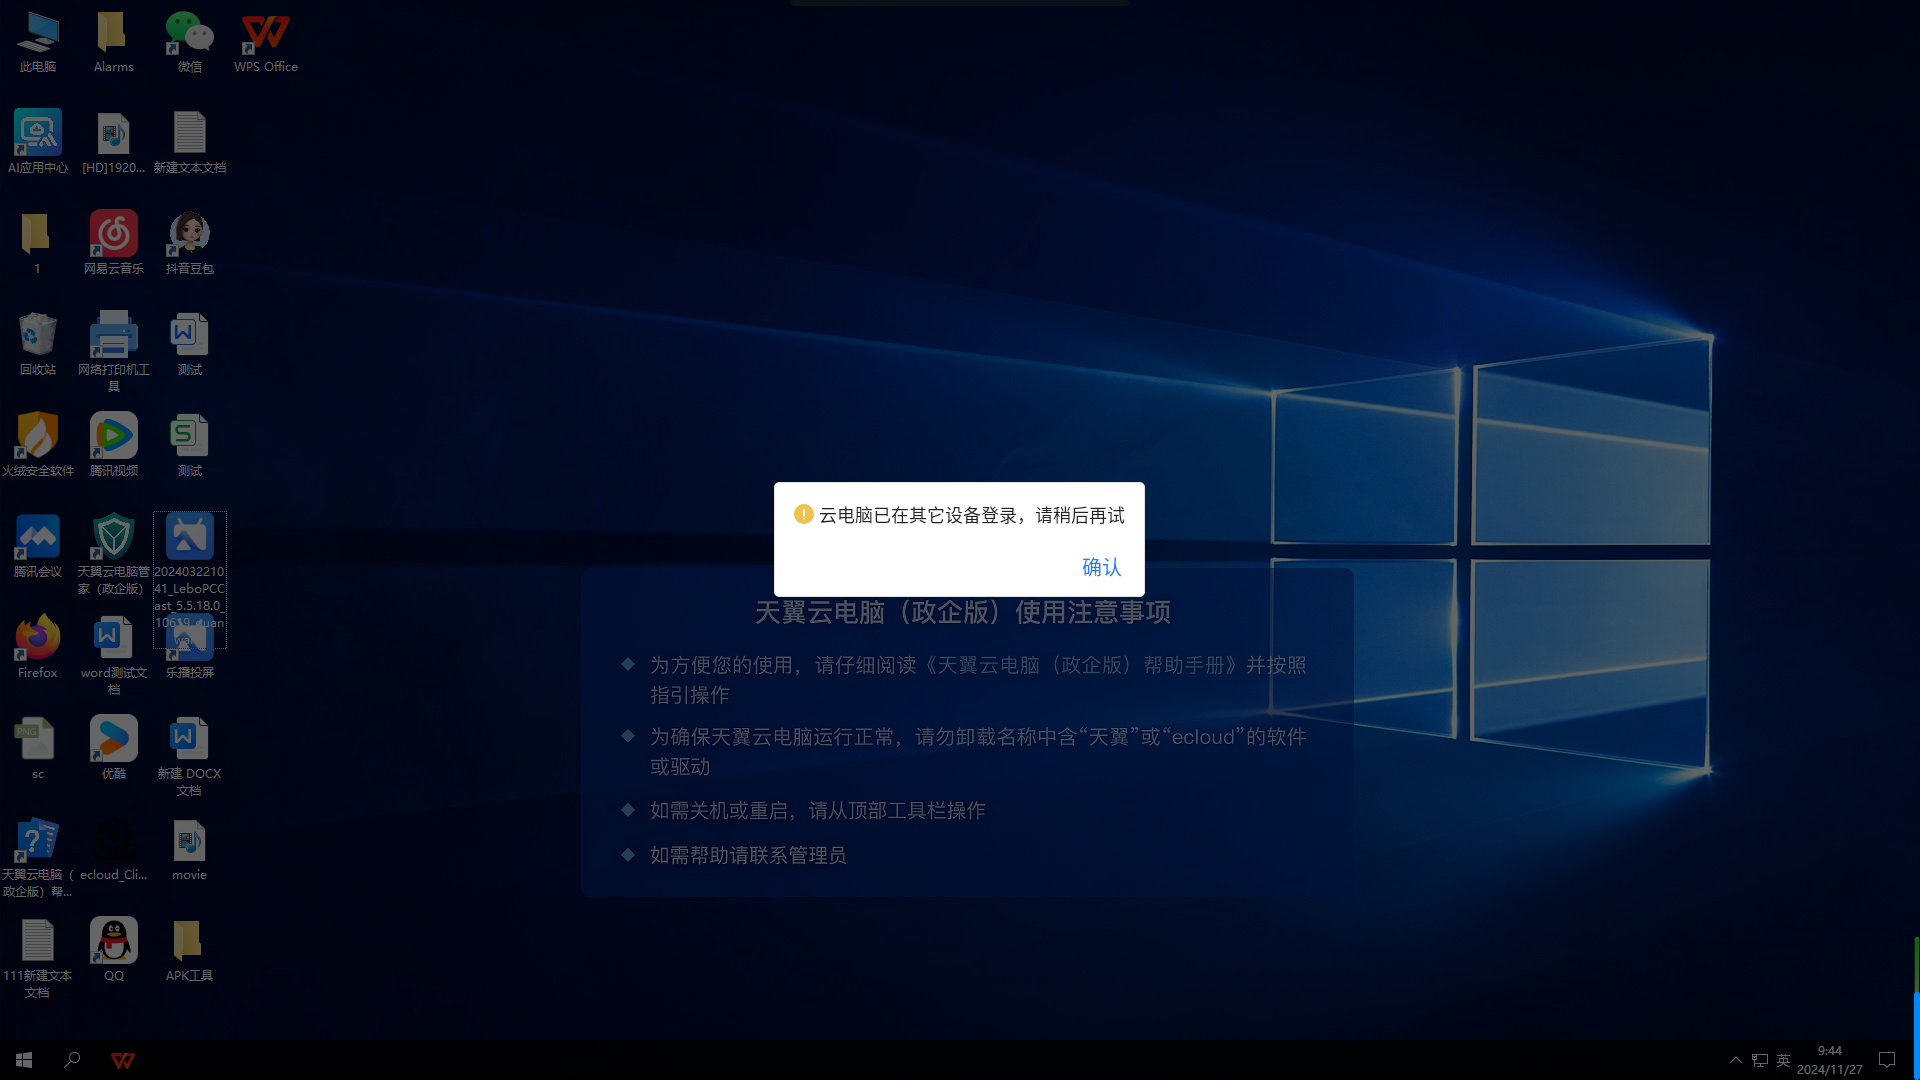 此电脑
Alarms
微信
WPS Office
AI应用中心
[HD]1920...
新建文本文档
1
网易云音乐
抖音豆包
回收站
网络打印机工
具
测试
火绒安全软件
腾讯视频
测试
腾讯会议
天翼云电脑管
家（政企版）
2024032210
41_LeboPCC
ast_5.5.18.0_
Firefox
word测试文
档
乐播投屏
PNG
sc
优酷
新建 DOCX
文档
天翼云电脑（
政企版）帮...
ecloud_Cli...
movie
111新建文本
文档
QQ
APK工具
云电脑已在其它设备登录，请稍后再试
确认
天翼云电脑（政企版）使用注意事项
为方便您的使用，请仔细阅读《天翼云电脑（政企版）帮助手册》并按照
指引操作
为确保天翼云电脑运行正常，请勿卸载名称中含“天翼”或“ecloud”的软件
或驱动
如需关机或重启，请从顶部工具栏操作
如需帮助请联系管理员
英
9:44
2024/11/27